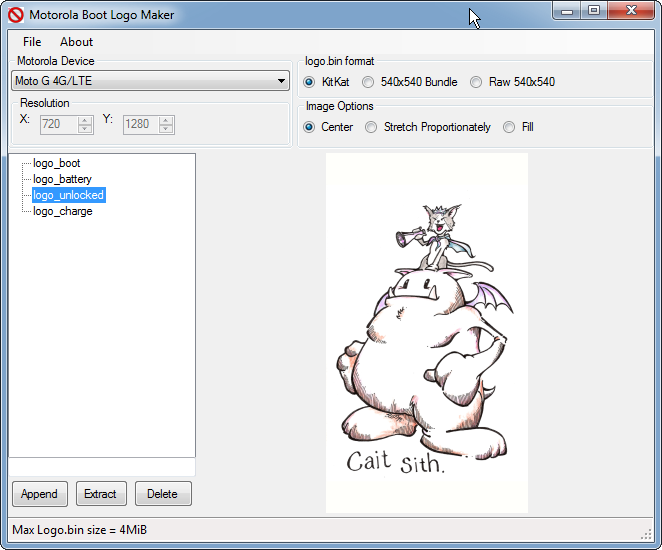 Motorola Boot Logo Maker
File About
Motorola Device
Moto G 4G/LTE
Resolution
X: 720 Y: 1280
logo.bin format
KitKat 540x540 Bundle Raw 540x540
Image Options
Center Stretch Proportionately Fill
logo_boot
logo_battery
logo_unlocked
logo_charge
Cait Sith.
Append Extract Delete
Max Logo.bin size = 4MiB